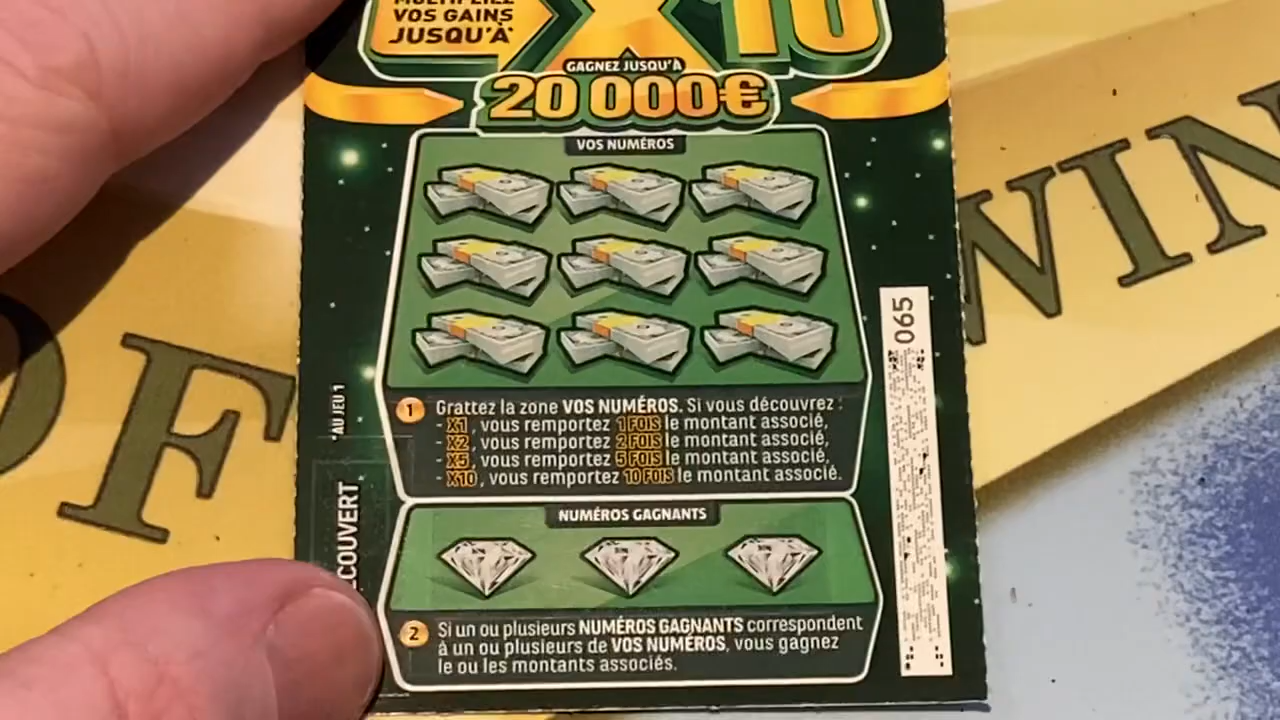 MULTIPLIEZ
VOS GAINS
JUSQU'À*
X10
GAGNEZ JUSQU'À
20 000€
VOS NUMÉROS
1 Grattez la zone VOS NUMÉROS. Si vous découvrez :
- X1, vous remportez 1 FOIS le montant associé,
- X2, vous remportez 2 FOIS le montant associé,
- X5, vous remportez 5 FOIS le montant associé,
- X10, vous remportez 10 FOIS le montant associé.
NUMÉROS GAGNANTS
2 Si un ou plusieurs NUMÉROS GAGNANTS correspondent
à un ou plusieurs de VOS NUMÉROS, vous gagnez
le ou les montants associés.
*AU JEU 1
COUVERT
065
OF
WIN